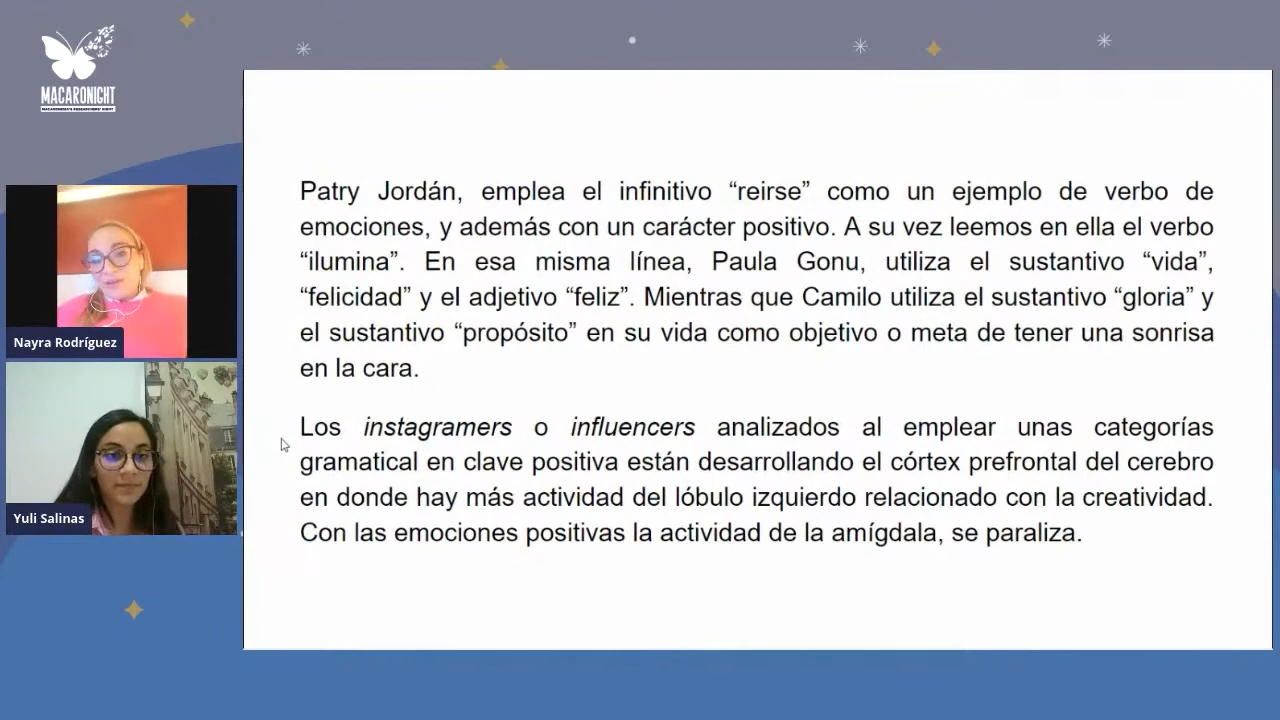 MACARONIGHT
MACARONESIA'S RESEARCHERS' NIGHT
Nayra Rodríguez
Yuli Salinas
Patry Jordán, emplea el infinitivo “reirse” como un ejemplo de verbo de
emociones, y además con un carácter positivo. A su vez leemos en ella el verbo
“ilumina”. En esa misma línea, Paula Gonu, utiliza el sustantivo “vida”,
“felicidad” y el adjetivo “feliz”. Mientras que Camilo utiliza el sustantivo “gloria” y
el sustantivo “propósito” en su vida como objetivo o meta de tener una sonrisa
en la cara.
Los instagramers o influencers analizados al emplear unas categorías
gramatical en clave positiva están desarrollando el córtex prefrontal del cerebro
en donde hay más actividad del lóbulo izquierdo relacionado con la creatividad.
Con las emociones positivas la actividad de la amígdala, se paraliza.